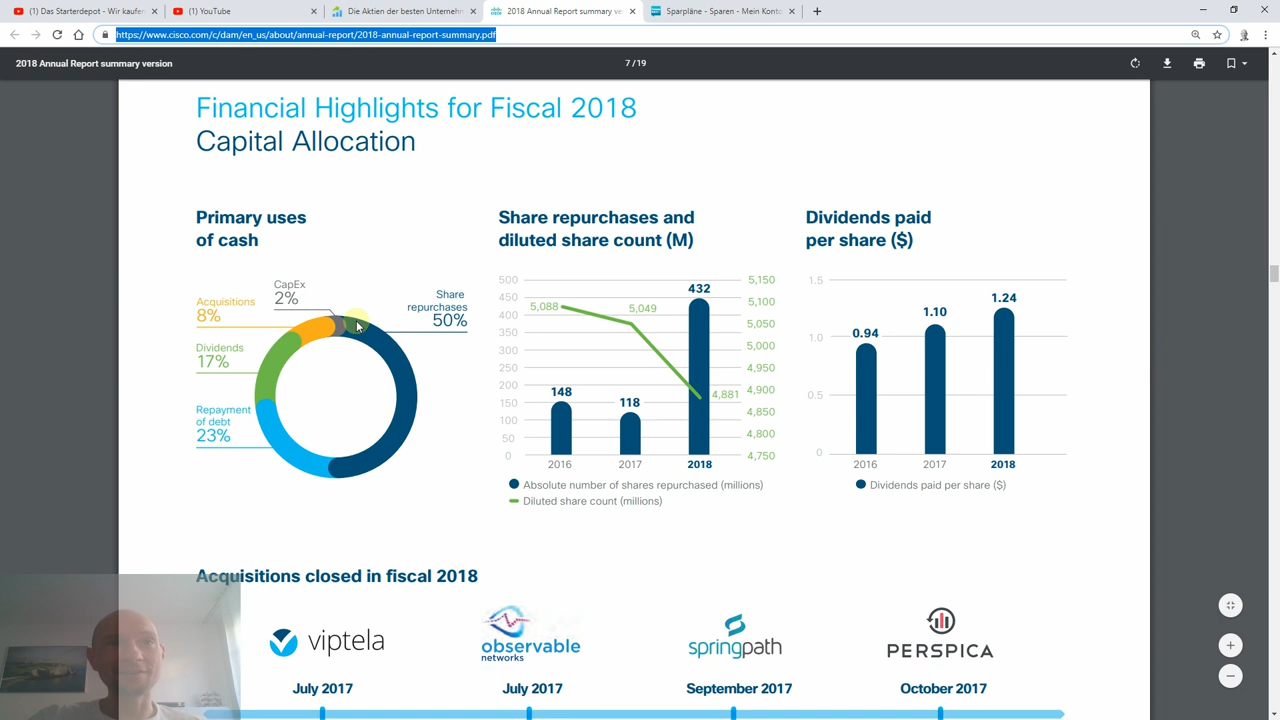 (1) Das Starterdepot - Wir kaufen
(1) YouTube
Die Aktien der besten Unternehm
2018 Annual Report summary ve
Sparpläne - Sparen - Mein Konto
https://www.cisco.com/c/dam/en_us/about/annual-report/2018-annual-report-summary.pdf
2018 Annual Report summary version
7 / 19
Financial Highlights for Fiscal 2018
Capital Allocation
Primary uses
of cash
CapEx
2%
Acquisitions
8%
Share
repurchases
50%
Dividends
17%
Repayment
of debt
23%
Share repurchases and
diluted share count (M)
500
450
400
350
300
250
200
150
100
50
0
5,150
5,100
5,050
5,000
4,950
4,900
4,850
4,800
4,750
5,088
5,049
4,881
148
118
432
2016
2017
2018
Absolute number of shares repurchased (millions)
Diluted share count (millions)
Dividends paid
per share ($)
1.5
1.0
0.5
0
0.94
1.10
1.24
2016
2017
2018
Dividends paid per share ($)
Acquisitions closed in fiscal 2018
viptela
observable
networks
springpath
PERSPICA
July 2017
July 2017
September 2017
October 2017